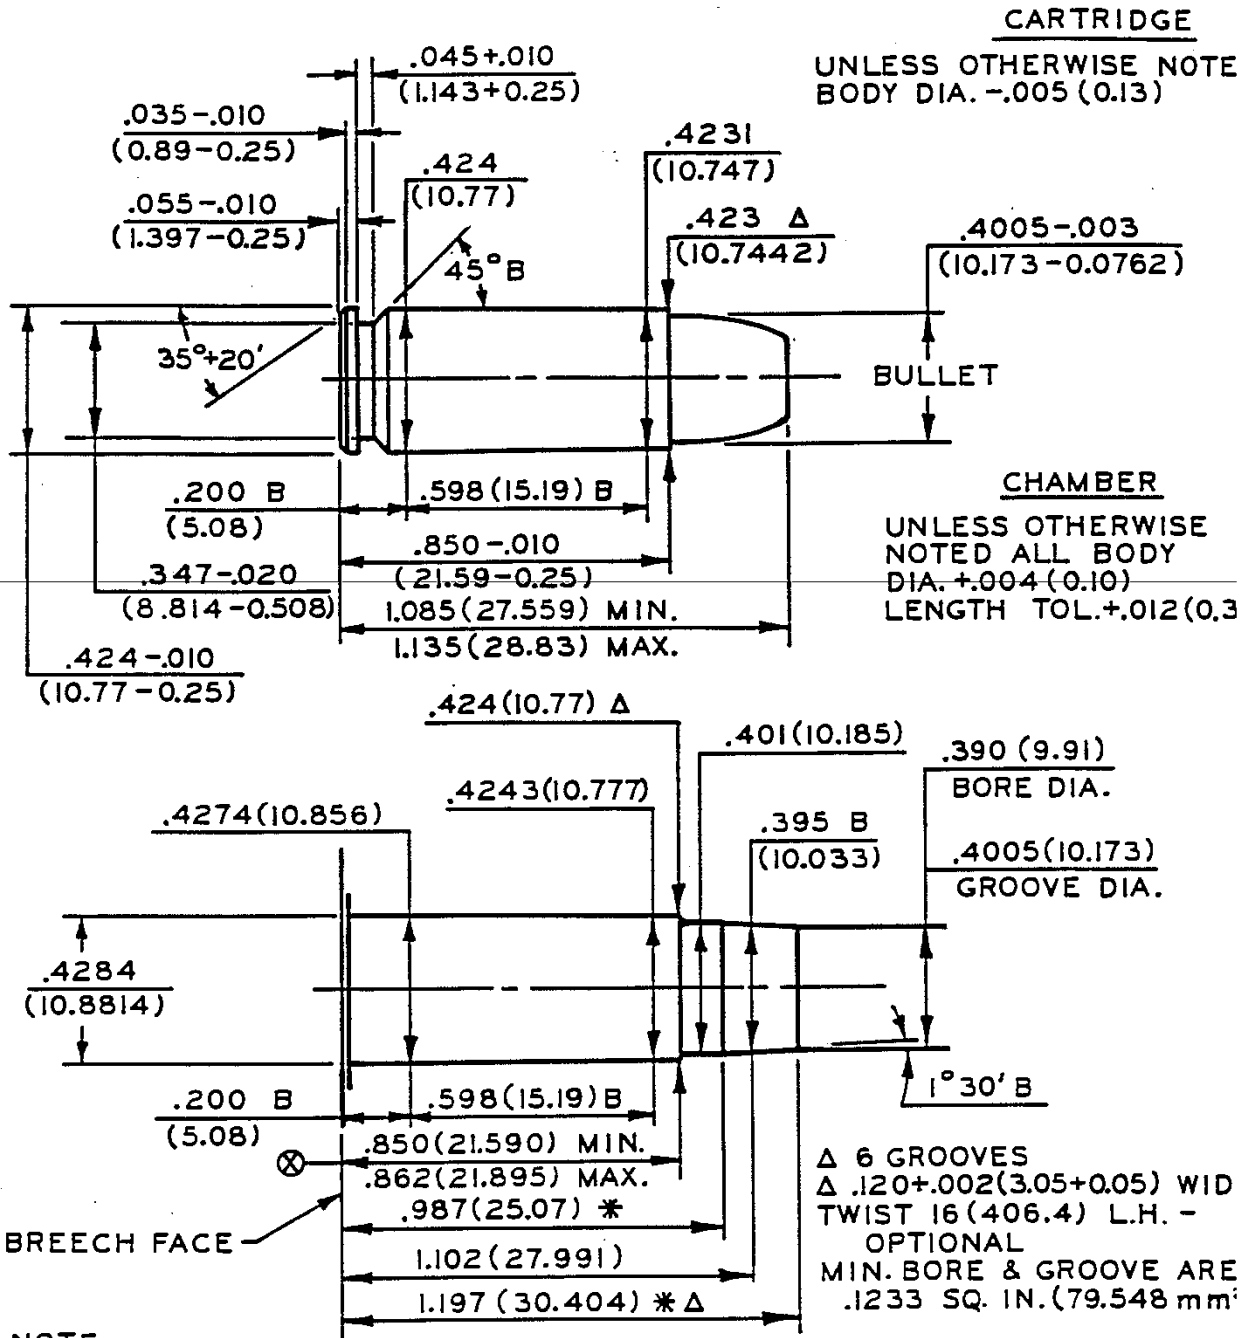 CARTRIDGE
UNLESS OTHERWISE NOTE
BODY DIA. -.005 (0.13)
.045+.010
(1.143+0.25)
.035-.010
(0.89-0.25)
.424
(10.77)
.4231
(10.747)
.055-.010
(1.397-0.25)
.423 Δ
(10.7442)
.4005-.003
(10.173-0.0762)
45° B
35°+20'
BULLET
.200 B
(5.08)
.598(15.19) B
CHAMBER
UNLESS OTHERWISE
NOTED ALL BODY
DIA. +.004 (0.10)
LENGTH TOL.+.012(0.3
.850-.010
(21.59-0.25)
.347-.020
(8.814-0.508)
1.085(27.559) MIN.
1.135(28.83) MAX.
.424-.010
(10.77-0.25)
.424(10.77) Δ
.401(10.185)
.390 (9.91)
BORE DIA.
.4243(10.777)
.4274(10.856)
.395 B
(10.033)
.4005(10.173)
GROOVE DIA.
.4284
(10.8814)
1°30' B
.200 B
(5.08)
.598(15.19) B
.850(21.590) MIN.
.862(21.895) MAX.
.987(25.07) *
BREECH FACE
1.102(27.991)
1.197 (30.404) * Δ
Δ 6 GROOVES
Δ .120+.002(3.05+0.05) WID
TWIST 16(406.4) L.H. -
OPTIONAL
MIN. BORE & GROOVE ARE
.1233 SQ. IN.(79.548 mm²
NOTE